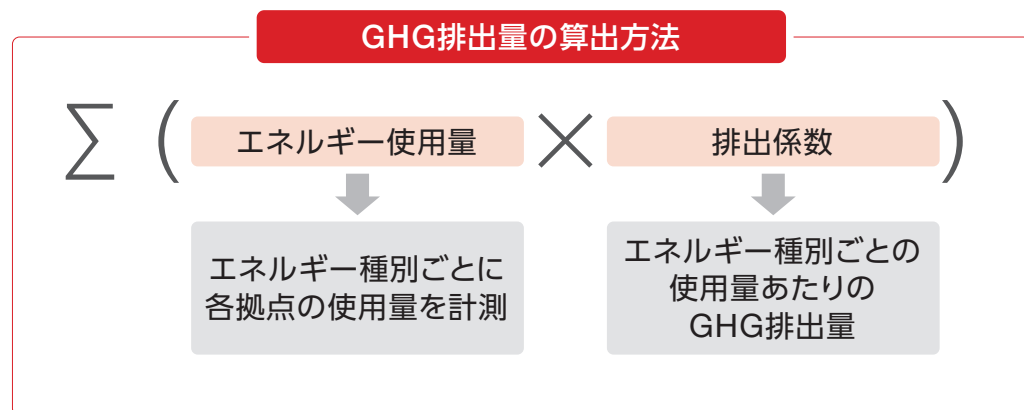 GHG排出量の算出方法
∑ ( エネルギー使用量 × 排出係数 )
エネルギー種別ごとに
各拠点の使用量を計測
エネルギー種別ごとの
使用量あたりの
GHG排出量